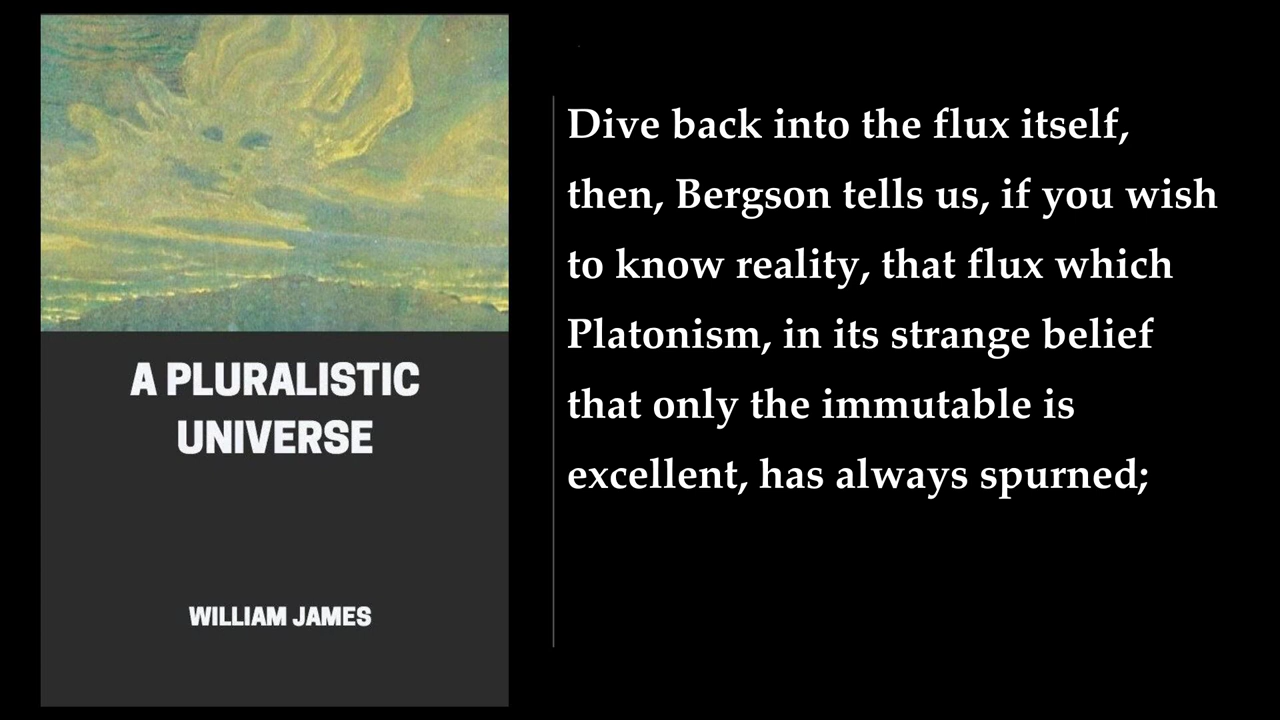 A PLURALISTIC
UNIVERSE
WILLIAM JAMES
Dive back into the flux itself,
then, Bergson tells us, if you wish
to know reality, that flux which
Platonism, in its strange belief
that only the immutable is
excellent, has always spurned;